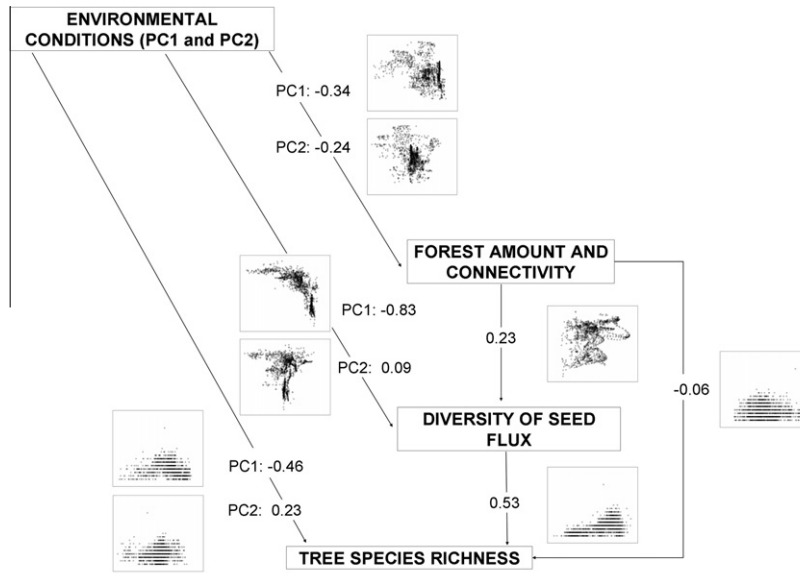 ENVIRONMENTAL
CONDITIONS (PC1 and PC2)
PC1: -0.34
PC2: -0.24
FOREST AMOUNT AND
CONNECTIVITY
PC1: -0.83
0.23
PC2: 0.09
-0.06
DIVERSITY OF SEED
FLUX
PC1: -0.46
0.53
PC2: 0.23
TREE SPECIES RICHNESS